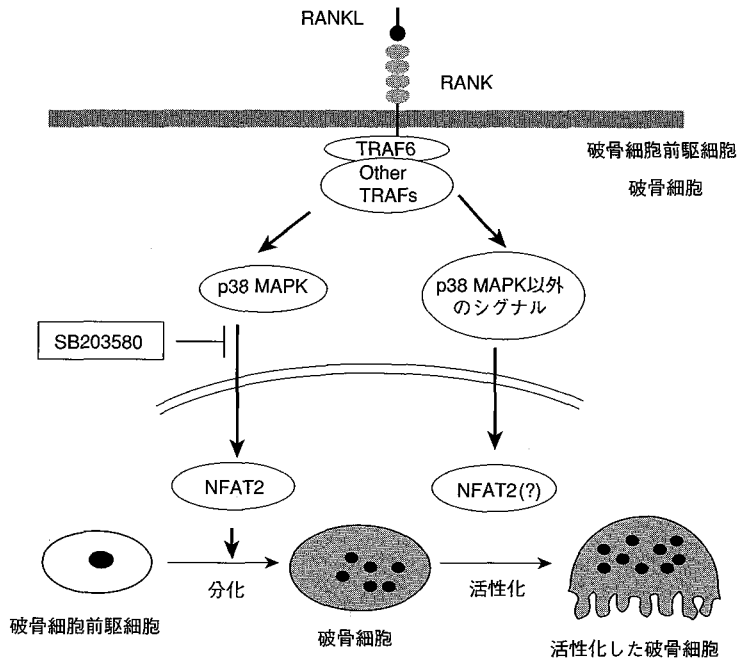 RANKL
RANK
TRAF6
Other
TRAFs
破骨細胞前駆細胞
破骨細胞
p38 MAPK
p38 MAPK以外
のシグナル
SB203580
NFAT2
NFAT2(?)
分化
活性化
破骨細胞前駆細胞
破骨細胞
活性化した破骨細胞